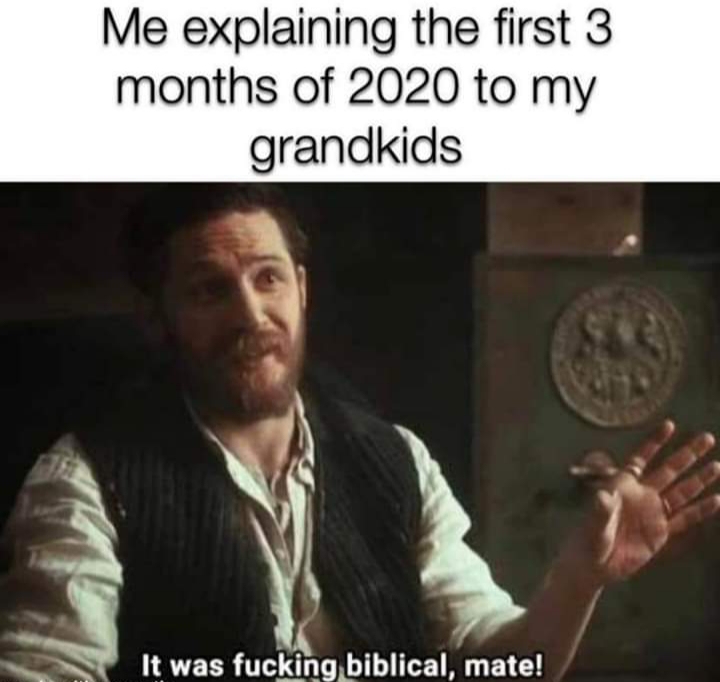 Me explaining the first 3
months of 2020 to my
grandkids
It was fucking biblical, mate!